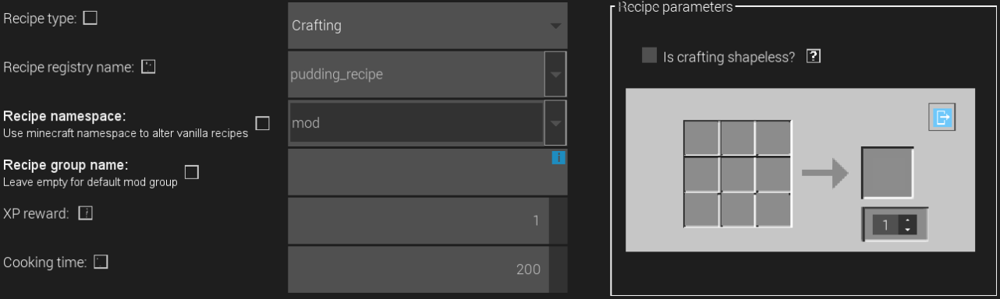 Recipe type:
Crafting
Recipe registry name:
pudding_recipe
Recipe namespace:
Use minecraft namespace to alter vanilla recipes
mod
Recipe group name:
Leave empty for default mod group
i
XP reward:
1
Cooking time:
200
Recipe parameters
Is crafting shapeless? ?
1